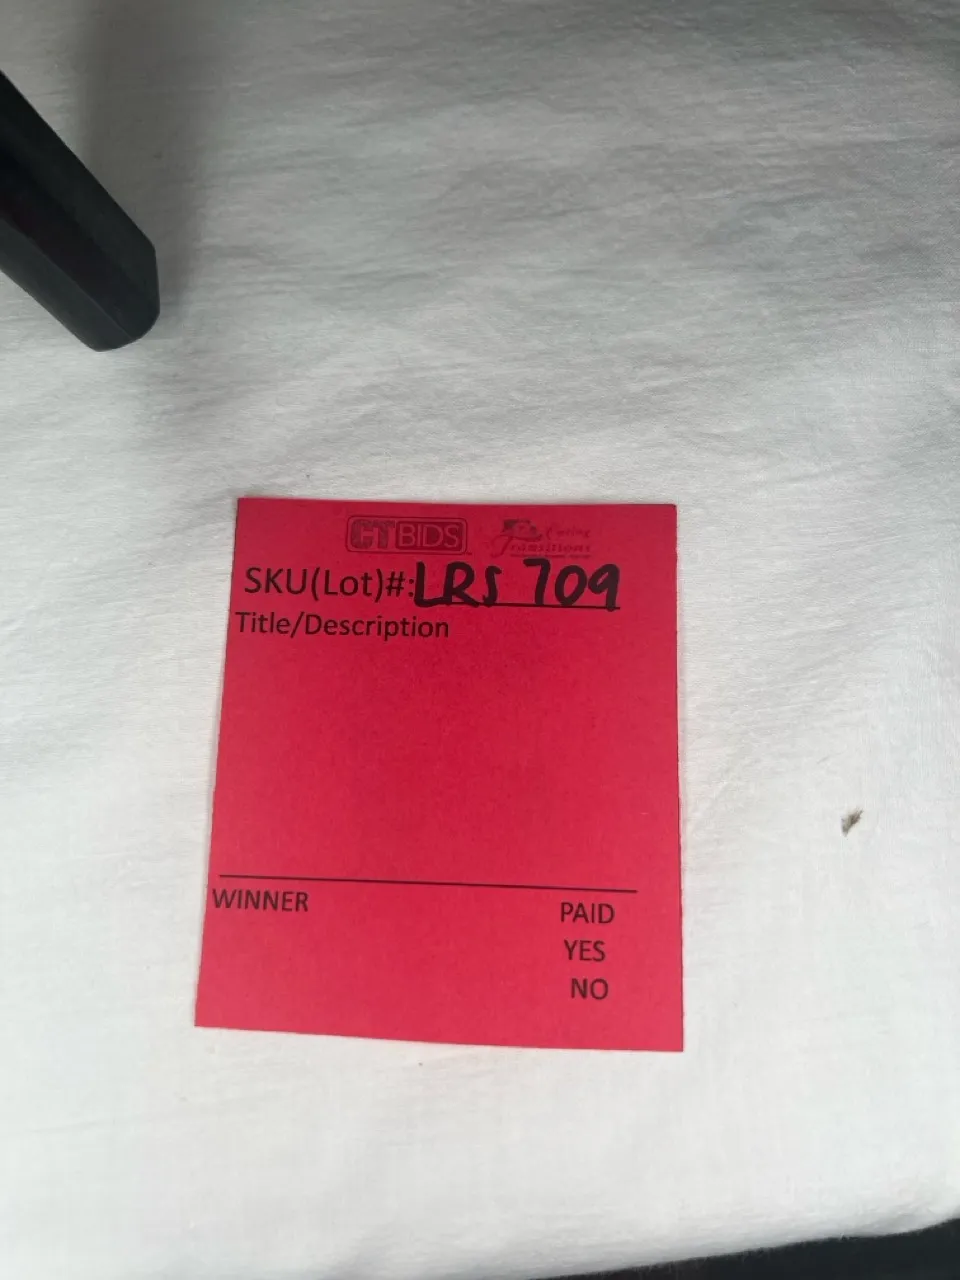 CTBIDS Caring
Transitions
SKU(Lot)#:LRS 709
Title/Description
WINNER PAID
YES
NO